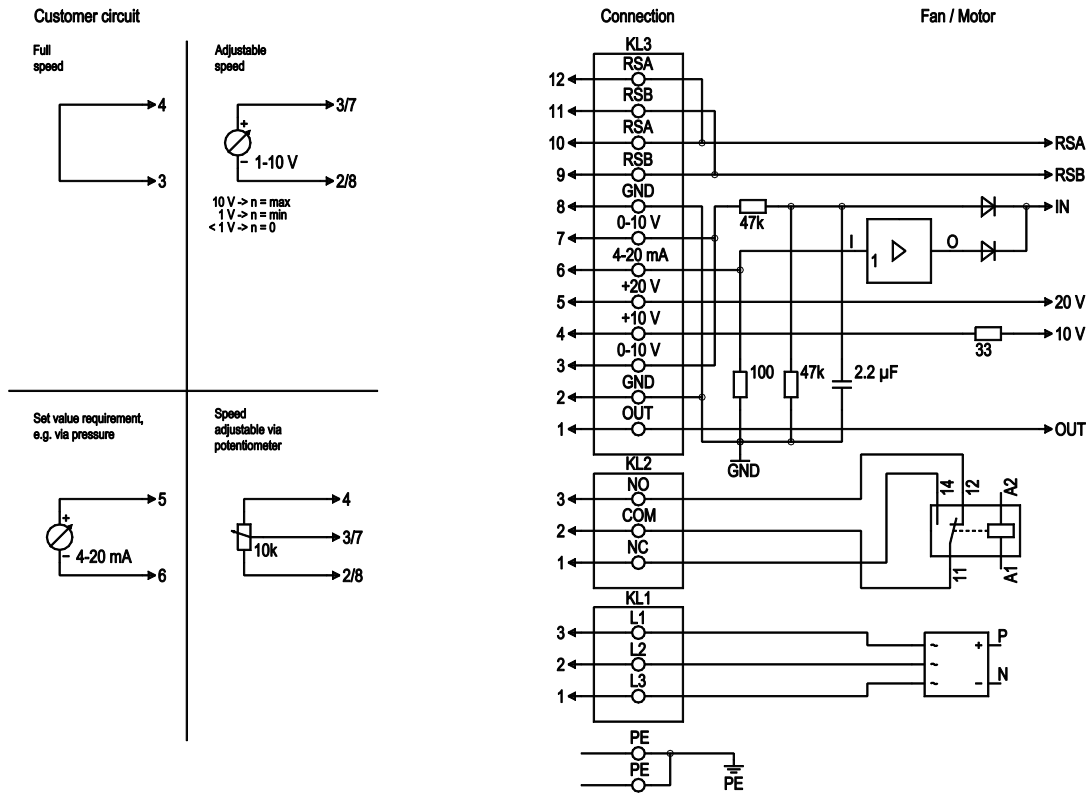 Customer circuit
Connection
Fan / Motor
Full
speed
4
3
Adjustable
speed
3/7
+
1-10 V
−
2/8
10 V -> n = max
1 V -> n = min
< 1 V -> n = 0
Set value requirement,
e.g. via pressure
5
+
4-20 mA
−
6
Speed
adjustable via
potentiometer
4
3/7
10k
2/8
KL3
12 RSA
11 RSB
10 RSA RSA
9 RSB RSB
8 GND IN
47k
7 0-10 V
I 1 O
6 4-20 mA
5 +20 V 20 V
4 +10 V 10 V
33
3 0-10 V
100 47k 2.2 µF
2 GND
1 OUT OUT
GND
KL2
3 NO
2 COM
1 NC
14 12 A2
11 A1
KL1
3 L1
2 L2
1 L3
~ + P
~
~ − N
PE
PE
PE